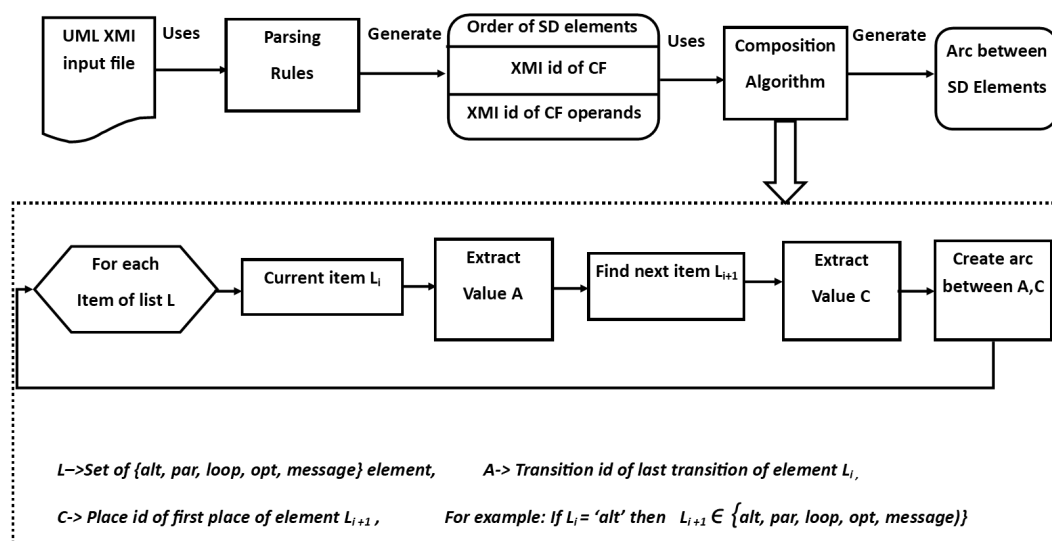 UML XMI
input file
Uses
Parsing
Rules
Generate
Order of SD elements
XMI id of CF
XMI id of CF operands
Uses
Composition
Algorithm
Generate
Arc between
SD Elements
For each
Item of list L
Current item Li
Extract
Value A
Find next item Li+1
Extract
Value C
Create arc
between A,C
L–>Set of {alt, par, loop, opt, message} element, A-> Transition id of last transition of element Li,
C-> Place id of first place of element Li+1 , For example: If Li = ‘alt’ then Li+1 ∈ {alt, par, loop, opt, message)}